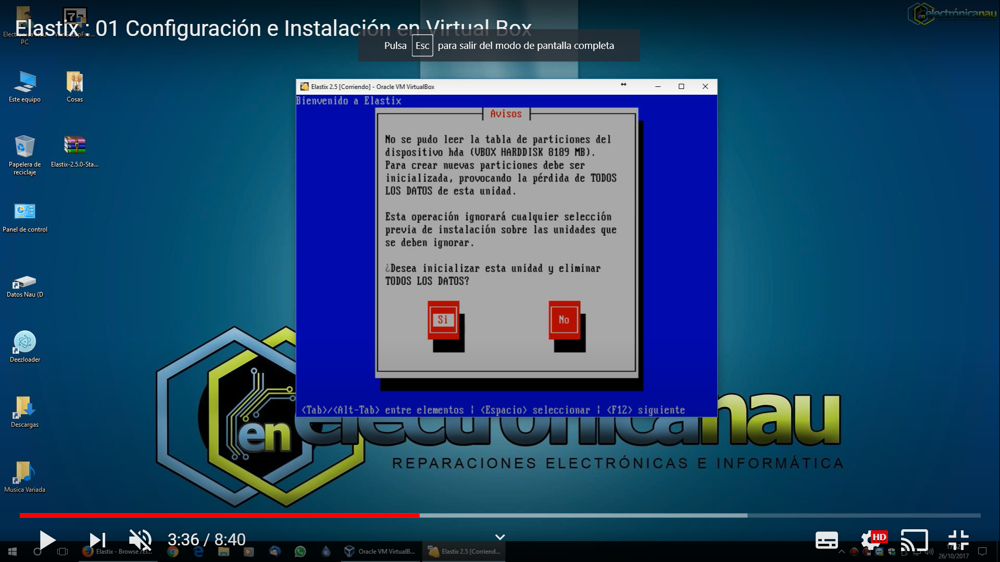 Elastix : 01 Configuración e Instalación en Virtual Box
electrónicanau
Pulsa Esc para salir del modo de pantalla completa
PC
Este equipo
Cosas
Papelera de
reciclaje
Elastix-2.5.0-Sta...
Panel de control
Datos Nau (D
Deezloader
Descargas
Musica Variada
Elastix 2.5 [Corriendo] - Oracle VM VirtualBox
Bienvenido a Elastix
Avisos
No se pudo leer la tabla de particiones del
dispositivo hda (VBOX HARDDISK 8189 MB).
Para crear nuevas particiones debe ser
inicializada, provocando la pérdida de TODOS
LOS DATOS de esta unidad.
Esta operación ignorará cualquier selección
previa de instalación sobre las unidades que
se deben ignorar.
¿Desea inicializar esta unidad y eliminar
TODOS LOS DATOS?
Si
No
<Tab>/<Alt-Tab> entre elementos | <Espacio> seleccionar | <F12> siguiente
en electrónicanau
REPARACIONES ELECTRÓNICAS E INFORMÁTICA
3:36 / 8:40
HD
Elastix - Browse /El...
Oracle VM VirtualB...
Elastix 2.5 [Corriend...
26/10/2017